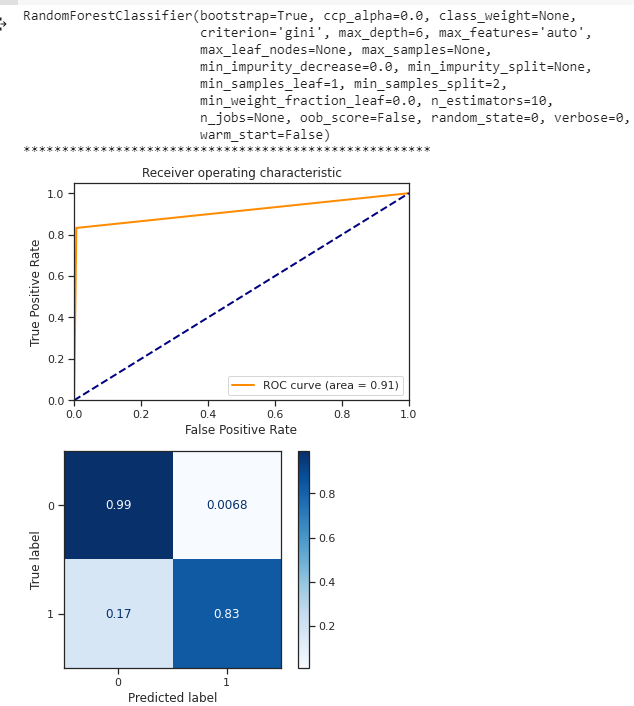 RandomForestClassifier(bootstrap=True, ccp_alpha=0.0, class_weight=None,
criterion='gini', max_depth=6, max_features='auto',
max_leaf_nodes=None, max_samples=None,
min_impurity_decrease=0.0, min_impurity_split=None,
min_samples_leaf=1, min_samples_split=2,
min_weight_fraction_leaf=0.0, n_estimators=10,
n_jobs=None, oob_score=False, random_state=0, verbose=0,
warm_start=False)
*****************************************************
Receiver operating characteristic
1.0
0.8
0.6
0.4
0.2
0.0
True Positive Rate
ROC curve (area = 0.91)
0.0 0.2 0.4 0.6 0.8 1.0
False Positive Rate
0.99 0.0068
0.17 0.83
0
1
True label
0 1
Predicted label
0.8
0.6
0.4
0.2